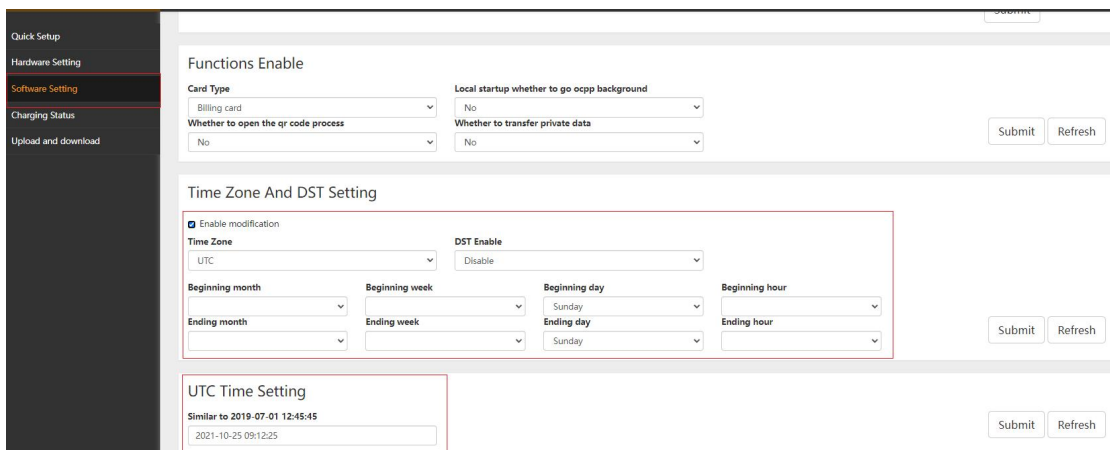 Submit
Quick Setup
Hardware Setting
Software Setting
Charging Status
Upload and download
Functions Enable
Card Type
Local startup whether to go ocpp background
Billing card
No
Whether to open the qr code process
Whether to transfer private data
No
No
Submit
Refresh
Time Zone And DST Setting
Enable modification
Time Zone
DST Enable
UTC
Disable
Beginning month
Beginning week
Beginning day
Beginning hour
Sunday
Ending month
Ending week
Ending day
Ending hour
Sunday
Submit
Refresh
UTC Time Setting
Similar to 2019-07-01 12:45:45
2021-10-25 09:12:25
Submit
Refresh